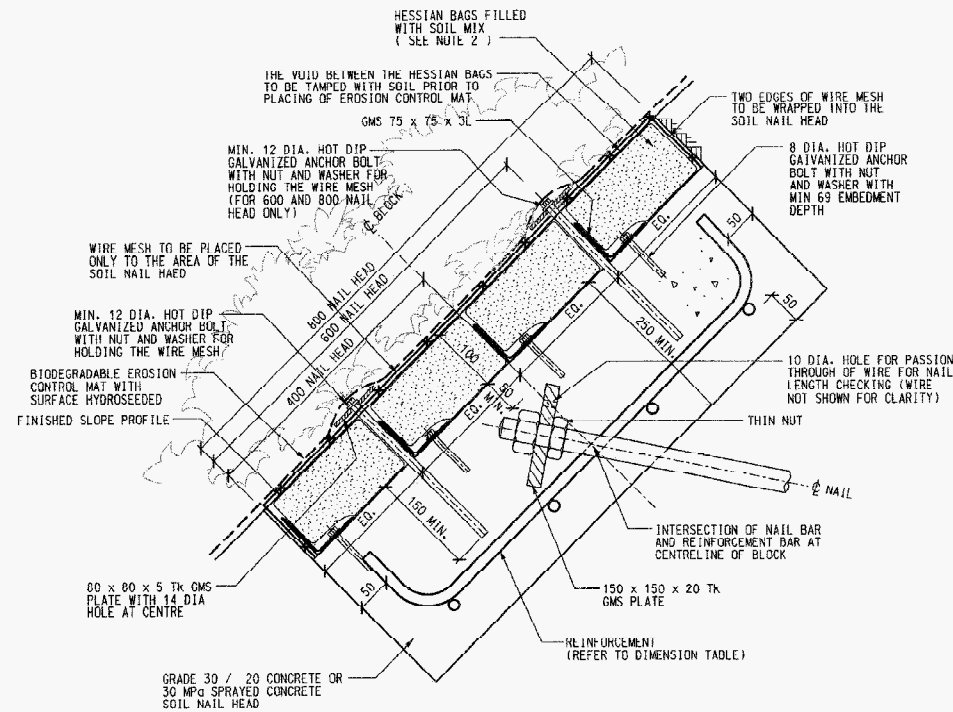 HESSIAN BAGS FILLED
WITH SOIL MIX
( SEE NOTE 2 )
THE VOID BETWEEN THE HESSIAN BAGS
TO BE TAMPED WITH SOIL PRIOR TO
PLACING OF EROSION CONTROL MAT
GMS 75 x 75 x 3L
TWO EDGES OF WIRE MESH
TO BE WRAPPED INTO THE
SOIL NAIL HEAD
MIN. 12 DIA. HOT DIP
GALVANIZED ANCHOR BOLT
WITH NUT AND WASHER FOR
HOLDING THE WIRE MESH
(FOR 600 AND 800 NAIL
HEAD ONLY)
8 DIA. HOT DIP
GALVANIZED ANCHOR
BOLT WITH NUT
AND WASHER WITH
MIN 69 EMBEDMENT
DEPTH
℄ BLOCK
WIRE MESH TO BE PLACED
ONLY TO THE AREA OF THE
SOIL NAIL HAED
800 NAIL HEAD
600 NAIL HEAD
400 NAIL HEAD
EQ.
50
50
250 MIN.
EQ.
100
50
MIN.
EQ.
MIN. 12 DIA. HOT DIP
GALVANIZED ANCHOR BOLT
WITH NUT AND WASHER FOR
HOLDING THE WIRE MESH
BIODEGRADABLE EROSION
CONTROL MAT WITH
SURFACE HYDROSEEDED
FINISHED SLOPE PROFILE
10 DIA. HOLE FOR PASSION
THROUGH OF WIRE FOR NAIL
LENGTH CHECKING (WIRE
NOT SHOWN FOR CLARITY)
THIN NUT
℄ NAIL
150 MIN.
EQ.
50
INTERSECTION OF NAIL BAR
AND REINFORCEMENT BAR AT
CENTRELINE OF BLOCK
80 x 80 x 5 TK GMS
PLATE WITH 14 DIA
HOLE AT CENTRE
150 x 150 x 20 TK
GMS PLATE
REINFORCEMENT
(REFER TO DIMENSION TABLE)
GRADE 30 / 20 CONCRETE OR
30 MPa SPRAYED CONCRETE
SOIL NAIL HEAD